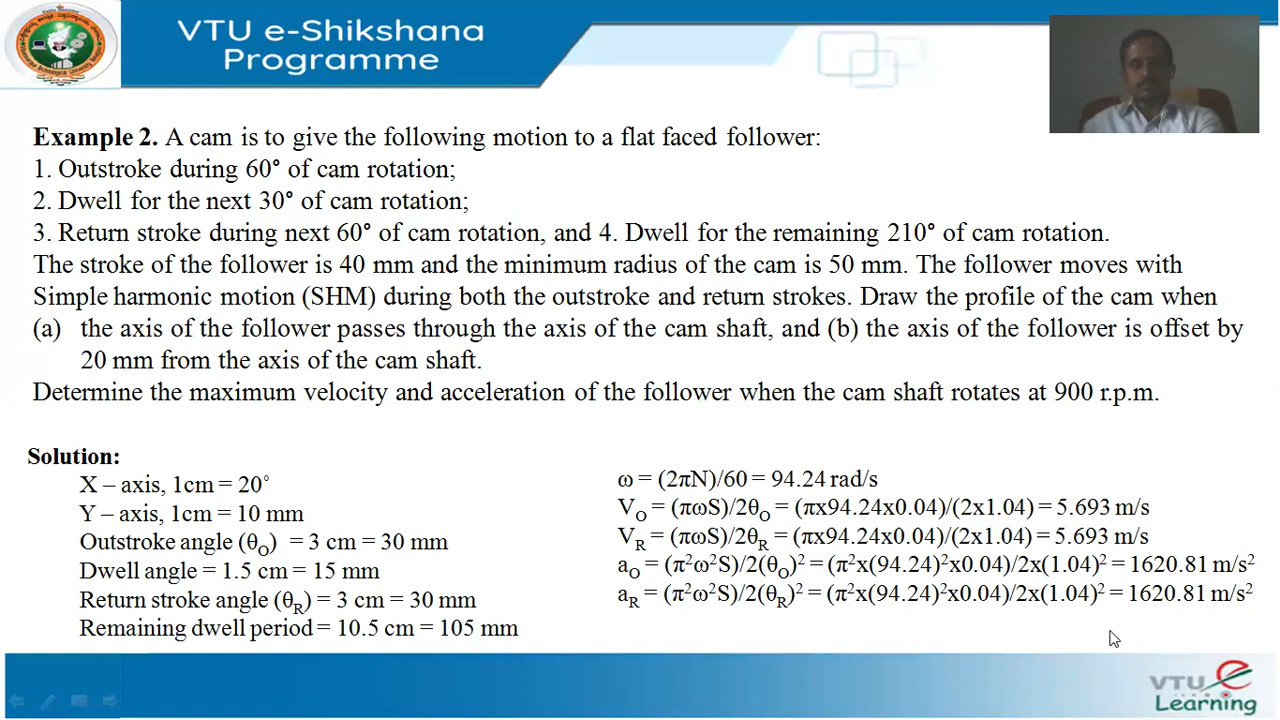 VTU e-Shikshana
Programme
Example 2. A cam is to give the following motion to a flat faced follower:
1. Outstroke during 60° of cam rotation;
2. Dwell for the next 30° of cam rotation;
3. Return stroke during next 60° of cam rotation, and 4. Dwell for the remaining 210° of cam rotation.
The stroke of the follower is 40 mm and the minimum radius of the cam is 50 mm. The follower moves with
Simple harmonic motion (SHM) during both the outstroke and return strokes. Draw the profile of the cam when
(a) the axis of the follower passes through the axis of the cam shaft, and (b) the axis of the follower is offset by
20 mm from the axis of the cam shaft.
Determine the maximum velocity and acceleration of the follower when the cam shaft rotates at 900 r.p.m.
Solution:
X – axis, 1cm = 20°
Y – axis, 1cm = 10 mm
Outstroke angle (θ_O) = 3 cm = 30 mm
Dwell angle = 1.5 cm = 15 mm
Return stroke angle (θ_R) = 3 cm = 30 mm
Remaining dwell period = 10.5 cm = 105 mm
ω = (2πN)/60 = 94.24 rad/s
V_O = (πωS)/2θ_O = (πx94.24x0.04)/(2x1.04) = 5.693 m/s
V_R = (πωS)/2θ_R = (πx94.24x0.04)/(2x1.04) = 5.693 m/s
a_O = (π²ω²S)/2(θ_O)² = (π²x(94.24)²x0.04)/2x(1.04)² = 1620.81 m/s²
a_R = (π²ω²S)/2(θ_R)² = (π²x(94.24)²x0.04)/2x(1.04)² = 1620.81 m/s²
VTU e
Learning